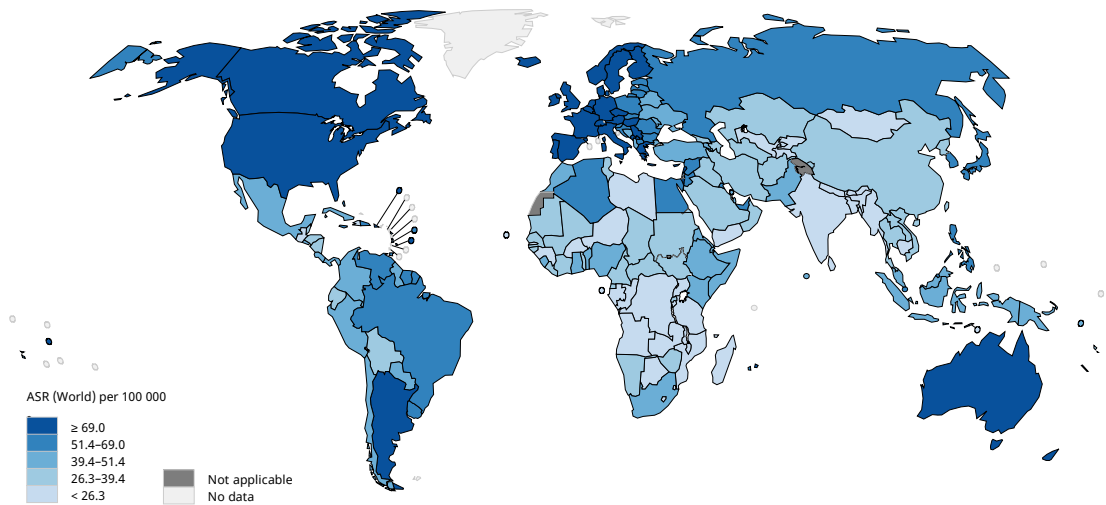 ASR (World) per 100 000
≥ 69.0
51.4–69.0
39.4–51.4
26.3–39.4
< 26.3
Not applicable
No data